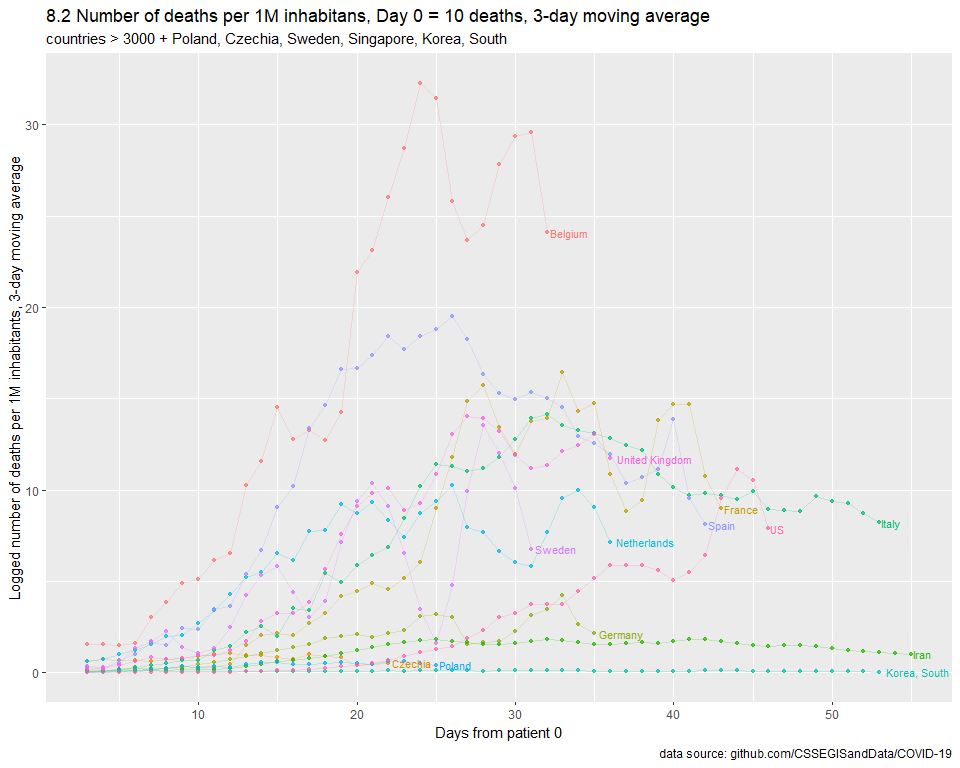 8.2 Number of deaths per 1M inhabitans, Day 0 = 10 deaths, 3-day moving average
countries > 3000 + Poland, Czechia, Sweden, Singapore, Korea, South
Logged number of deaths per 1M inhabitants, 3-day moving average
30
20
10
0
Belgium
United Kingdom
France
Spain
US
Italy
Netherlands
Sweden
Germany
Iran
Czechia
Poland
Korea, South
10 20 30 40 50
Days from patient 0
data source: github.com/CSSEGISandData/COVID-19